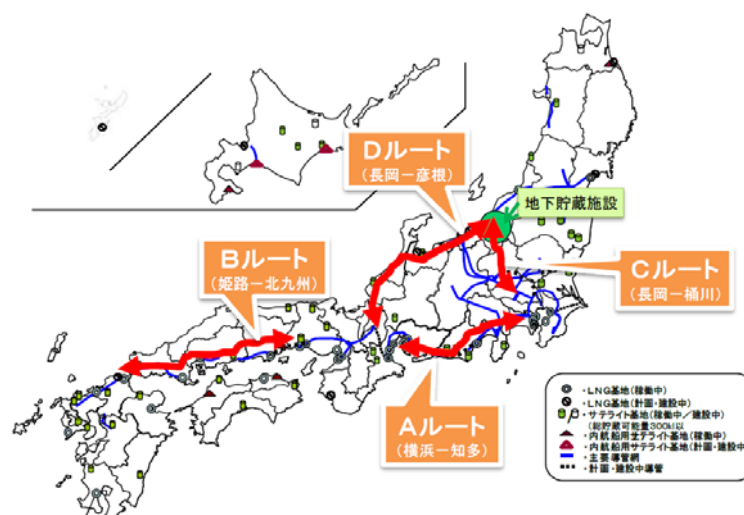 Dルート
(長岡－彦根)
地下貯蔵施設
Bルート
(姫路－北九州)
Cルート
(長岡－桶川)
Aルート
(横浜－知多)
・LNG基地(稼働中)
・LNG基地(計画・建設中)
・サテライト基地(稼働中／建設中)
(総貯蔵可能量300kl以
・内航船用サテライト基地(稼働中)
・内航船用サテライト基地(計画・建設中
・主要導管網
・計画・建設中導管